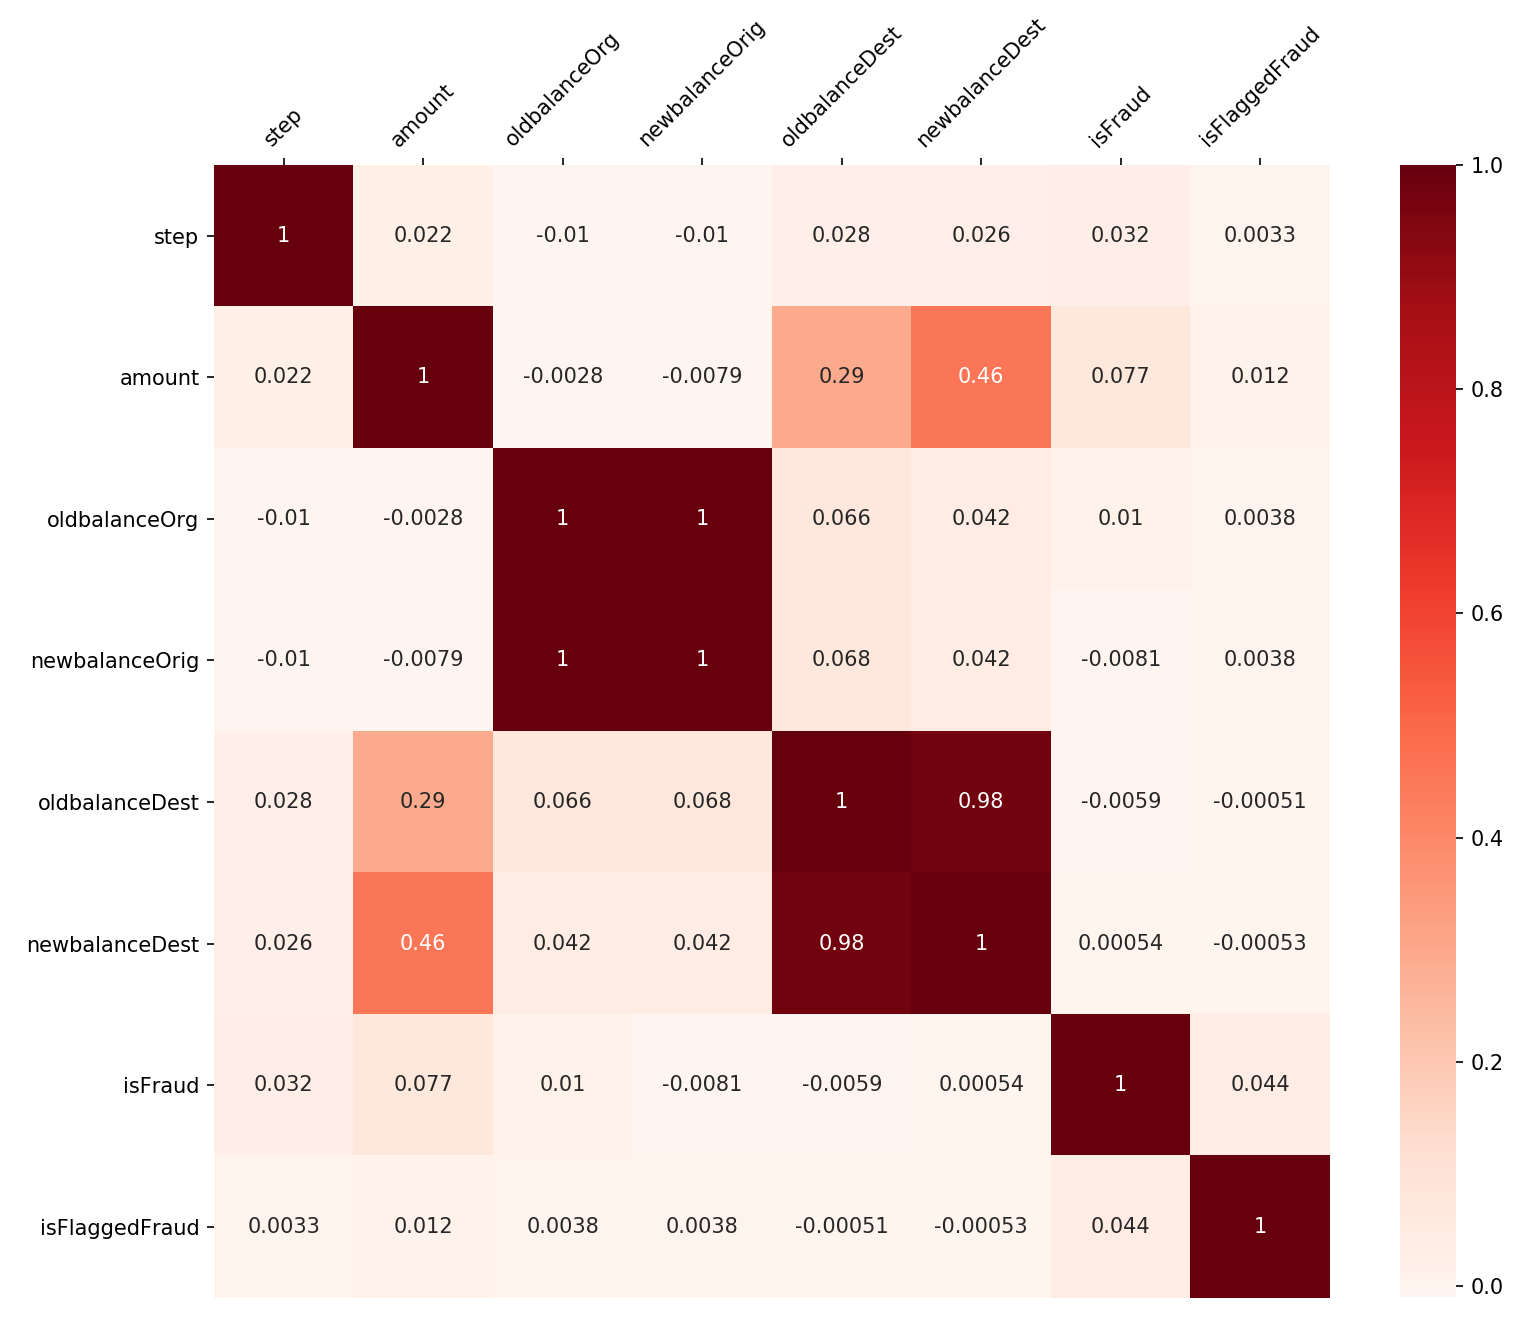 step amount oldbalanceOrg newbalanceOrig oldbalanceDest newbalanceDest isFraud isFlaggedFraud
step 1 0.022 -0.01 -0.01 0.028 0.026 0.032 0.0033
amount 0.022 1 -0.0028 -0.0079 0.29 0.46 0.077 0.012
oldbalanceOrg -0.01 -0.0028 1 1 0.066 0.042 0.01 0.0038
newbalanceOrig -0.01 -0.0079 1 1 0.068 0.042 -0.0081 0.0038
oldbalanceDest 0.028 0.29 0.066 0.068 1 0.98 -0.0059 -0.00051
newbalanceDest 0.026 0.46 0.042 0.042 0.98 1 0.00054 -0.00053
isFraud 0.032 0.077 0.01 -0.0081 -0.0059 0.00054 1 0.044
isFlaggedFraud 0.0033 0.012 0.0038 0.0038 -0.00051 -0.00053 0.044 1
1.0
0.8
0.6
0.4
0.2
0.0